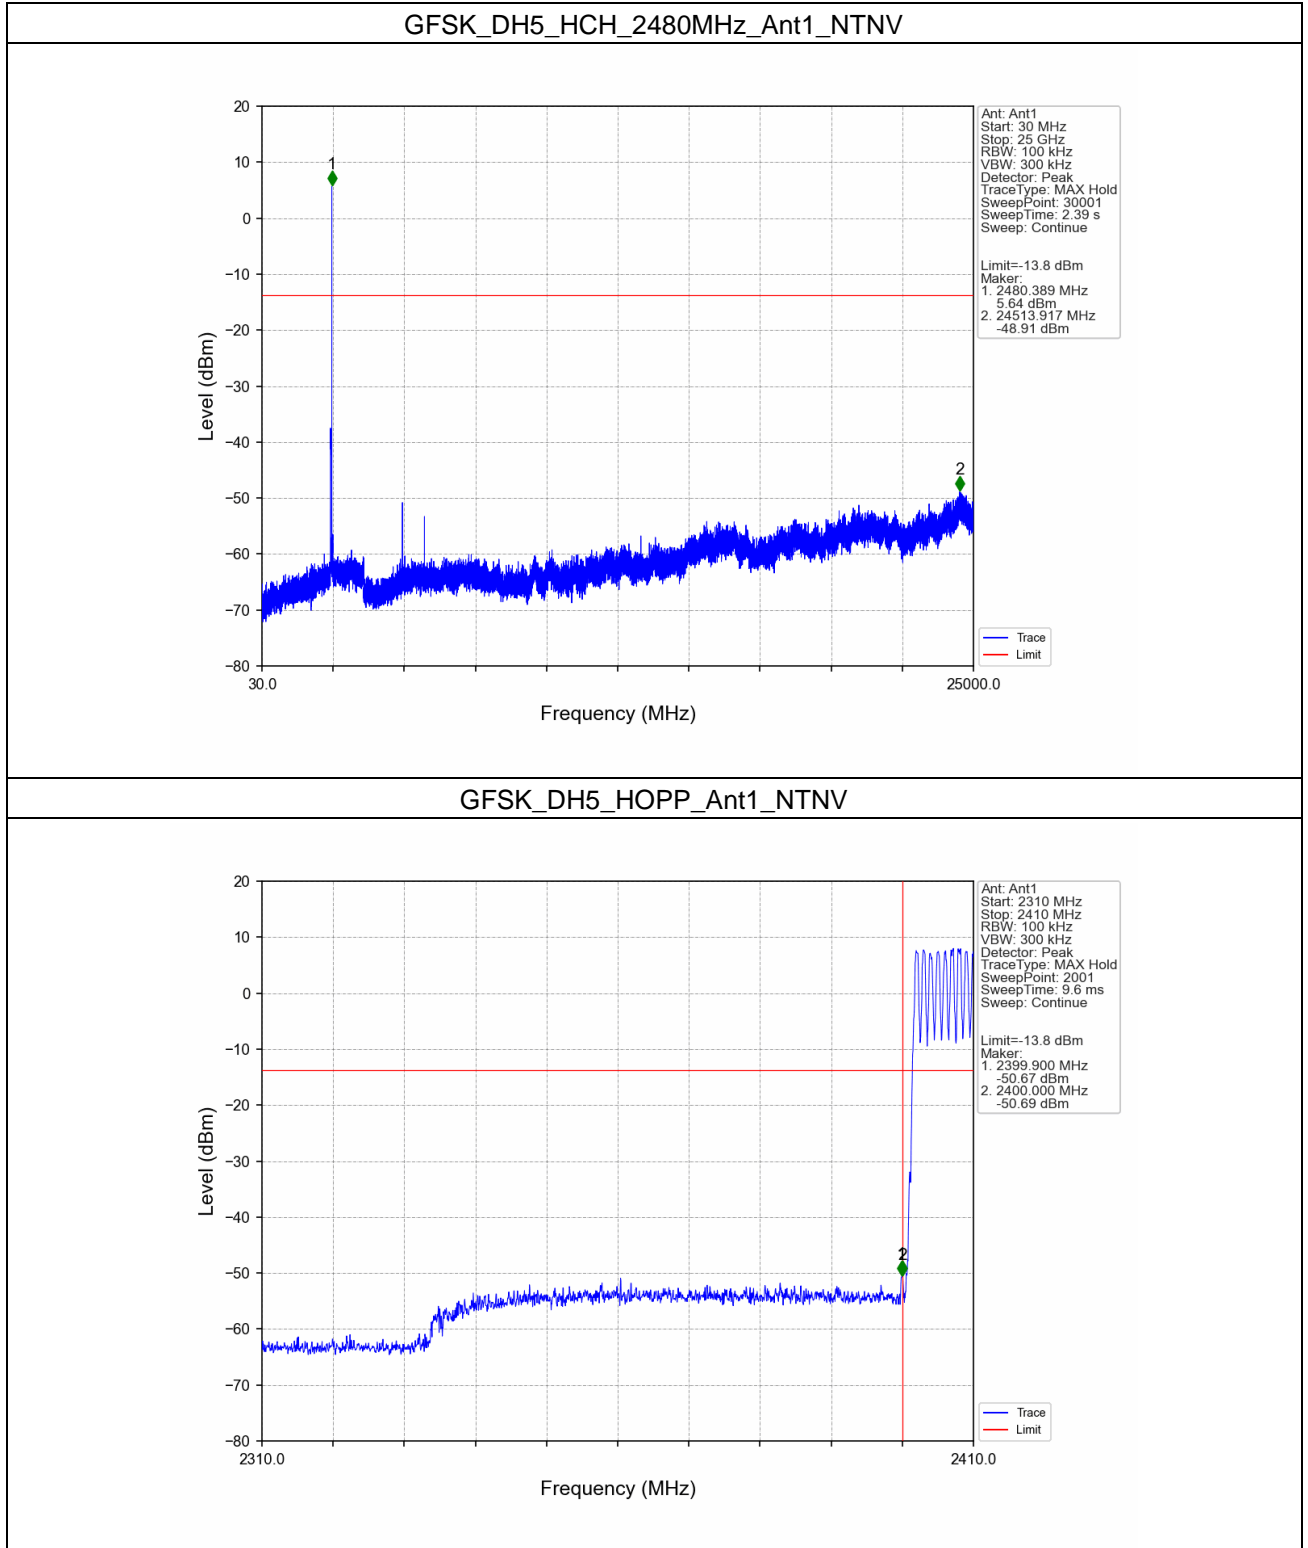 GFSK_DH5_HCH_2480MHz_Ant1_NTNV
20
10
0
−10
−20
−30
−40
−50
−60
−70
−80
Level (dBm)
1
2
30.0
25000.0
Frequency (MHz)
Ant: Ant1
Start: 30 MHz
Stop: 25 GHz
RBW: 100 kHz
VBW: 300 kHz
Detector: Peak
TraceType: MAX Hold
SweepPoint: 30001
SweepTime: 2.39 s
Sweep: Continue
Limit=-13.8 dBm
Maker:
1. 2480.389 MHz
5.64 dBm
2. 24513.917 MHz
-48.91 dBm
Trace
Limit
GFSK_DH5_HOPP_Ant1_NTNV
20
10
0
−10
−20
−30
−40
−50
−60
−70
−80
Level (dBm)
1
2
2310.0
2410.0
Frequency (MHz)
Ant: Ant1
Start: 2310 MHz
Stop: 2410 MHz
RBW: 100 kHz
VBW: 300 kHz
Detector: Peak
TraceType: MAX Hold
SweepPoint: 2001
SweepTime: 9.6 ms
Sweep: Continue
Limit=-13.8 dBm
Maker:
1. 2399.900 MHz
-50.67 dBm
2. 2400.000 MHz
-50.69 dBm
Trace
Limit